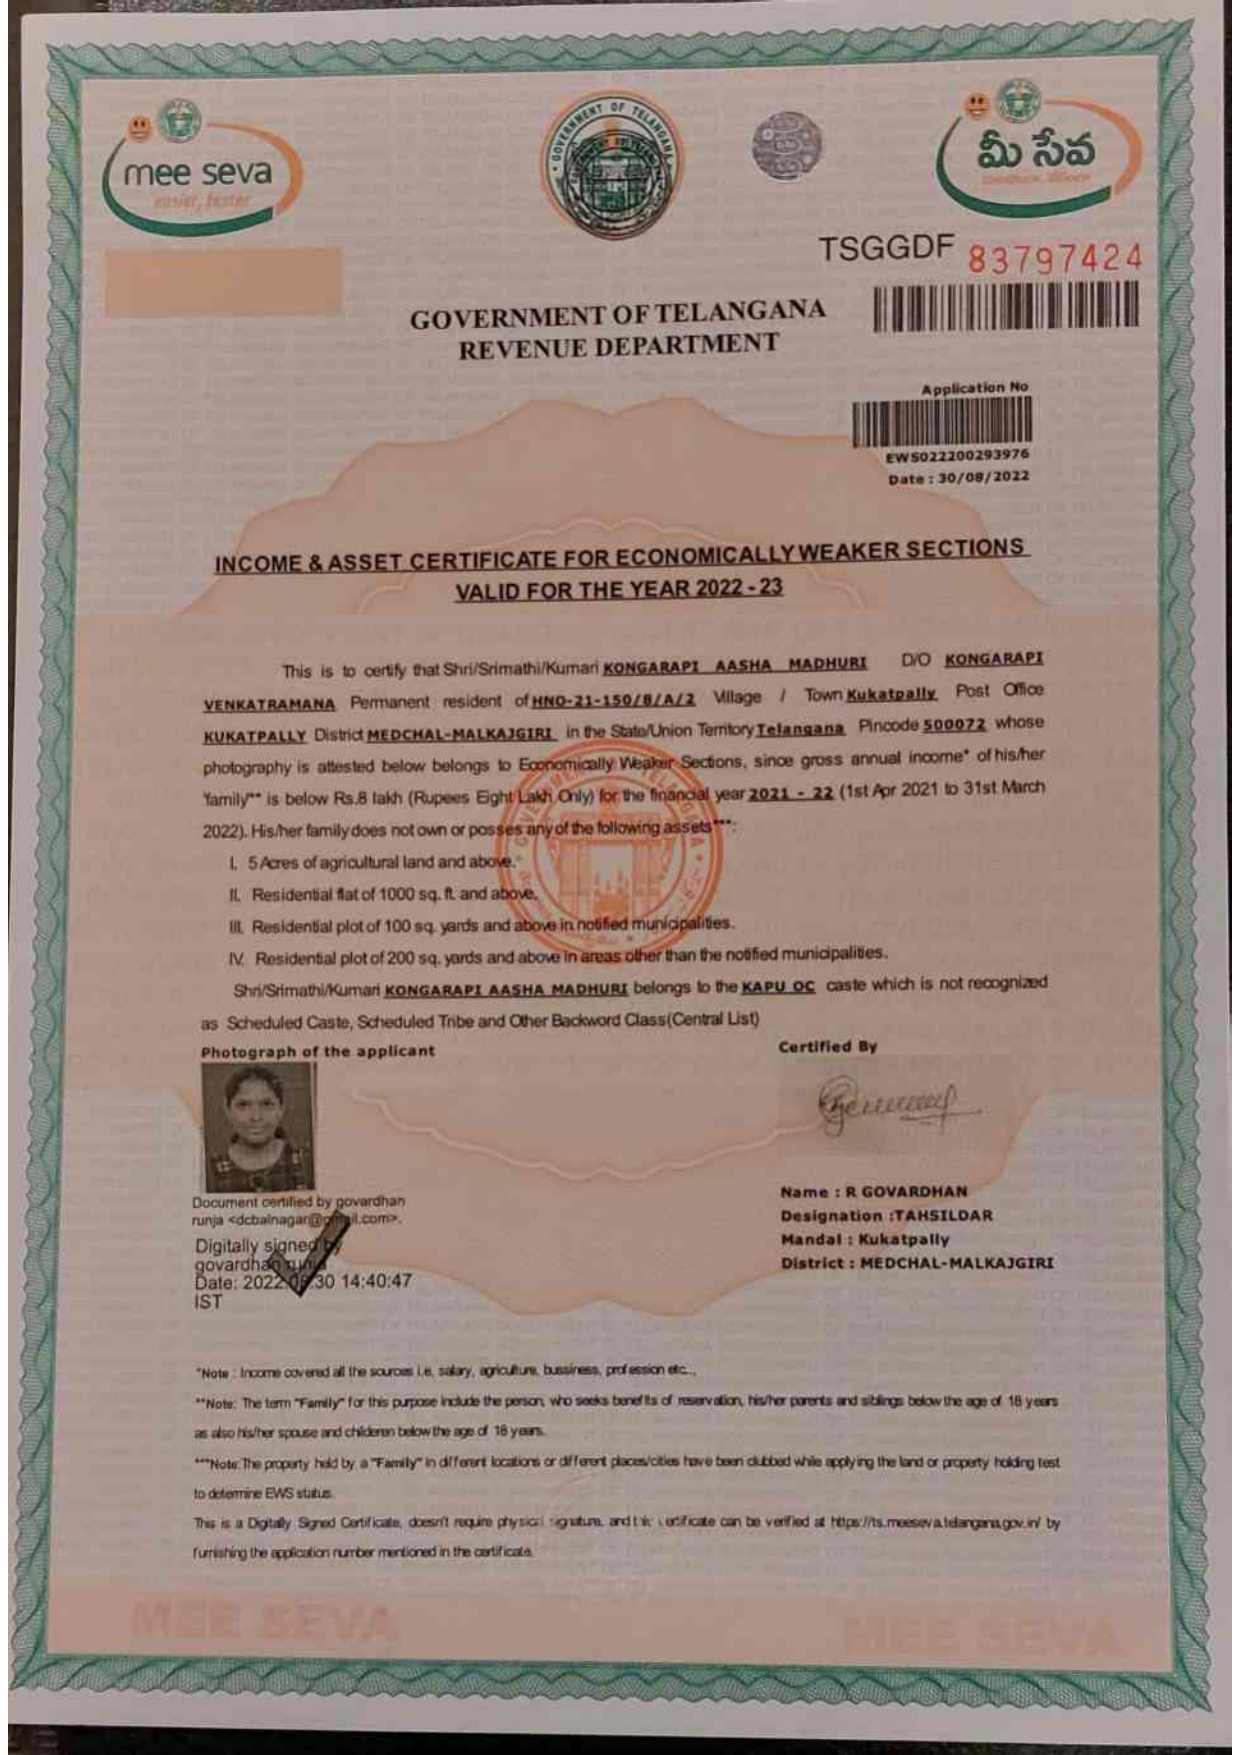 mee seva
easier, faster
GOVERNMENT OF TELANGANA
మీ సేవ
TSGGDF 83797424
GOVERNMENT OF TELANGANA
REVENUE DEPARTMENT
Application No
EWS022200293976
Date : 30/08/2022
INCOME & ASSET CERTIFICATE FOR ECONOMICALLY WEAKER SECTIONS
VALID FOR THE YEAR 2022 - 23
This is to certify that Shri/Srimathi/Kumari KONGARAPI AASHA MADHURI D/O KONGARAPI
VENKATRAMANA Permanent resident of HNO-21-150/8/A/2 Village / Town Kukatpally Post Office
KUKATPALLY District MEDCHAL-MALKAJGIRI in the State/Union Territory Telangana Pincode 500072 whose
photography is attested below belongs to Economically Weaker Sections, since gross annual income* of his/her
'family** is below Rs.8 lakh (Rupees Eight Lakh Only) for the financial year 2021 - 22 (1st Apr 2021 to 31st March
2022). His/her family does not own or posses any of the following assets***:
I. 5 Acres of agricultural land and above.
II. Residential flat of 1000 sq. ft. and above.
III. Residential plot of 100 sq. yards and above in notified municipalities.
IV. Residential plot of 200 sq. yards and above in areas other than the notified municipalities.
Shri/Srimathi/Kumari KONGARAPI AASHA MADHURI belongs to the KAPU OC caste which is not recognized
as Scheduled Caste, Scheduled Tribe and Other Backword Class(Central List)
Photograph of the applicant
Certified By
Document certified by govardhan
runja <dcbalnagar@gmail.com>.
Digitally signed by
govardhan runja
Date: 2022.08.30 14:40:47
IST
Name : R GOVARDHAN
Designation :TAHSILDAR
Mandal : Kukatpally
District : MEDCHAL-MALKAJGIRI
*Note : Income covered all the sources i.e, salary, agriculture, bussiness, profession etc..,
**Note: The term "Family" for this purpose include the person, who seeks benefits of reservation, his/her parents and siblings below the age of 18 years
as also his/her spouse and childeren below the age of 18 years.
***Note:The property held by a "Family" in different locations or different places/cities have been clubbed while applying the land or property holding test
to determine EWS status.
This is a Digitally Signed Certificate, doesn't require physical signature, and this certificate can be verified at https://ts.meeseva.telangana.gov.in/ by
furnishing the application number mentioned in the certificate.
MEE SEVA
MEE SEVA